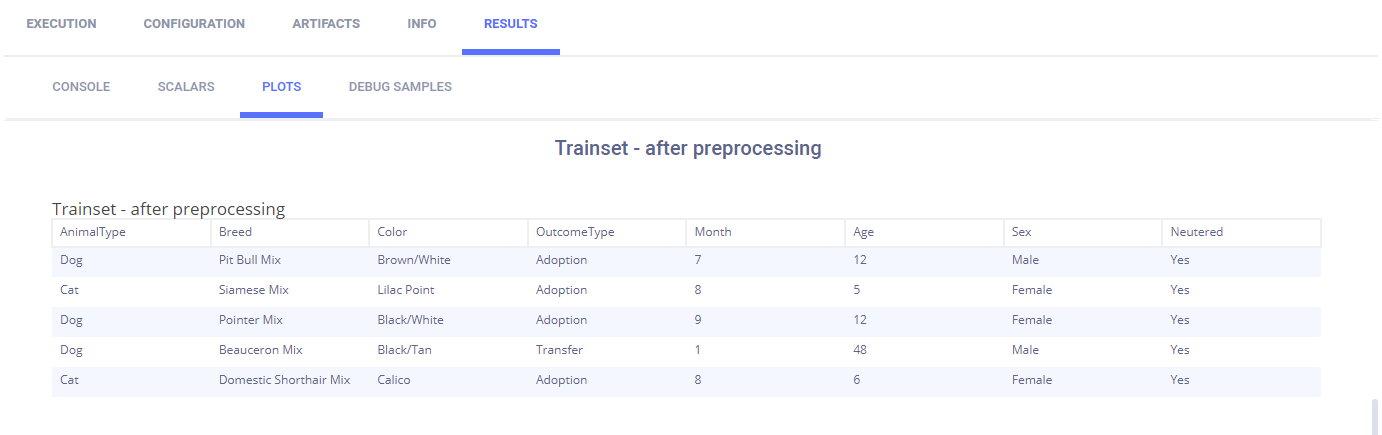 EXECUTION CONFIGURATION ARTIFACTS INFO RESULTS
CONSOLE SCALARS PLOTS DEBUG SAMPLES
Trainset - after preprocessing
Trainset - after preprocessing
AnimalType Breed Color OutcomeType Month Age Sex Neutered
Dog Pit Bull Mix Brown/White Adoption 7 12 Male Yes
Cat Siamese Mix Lilac Point Adoption 8 5 Female Yes
Dog Pointer Mix Black/White Adoption 9 12 Female Yes
Dog Beauceron Mix Black/Tan Transfer 1 48 Male Yes
Cat Domestic Shorthair Mix Calico Adoption 8 6 Female Yes